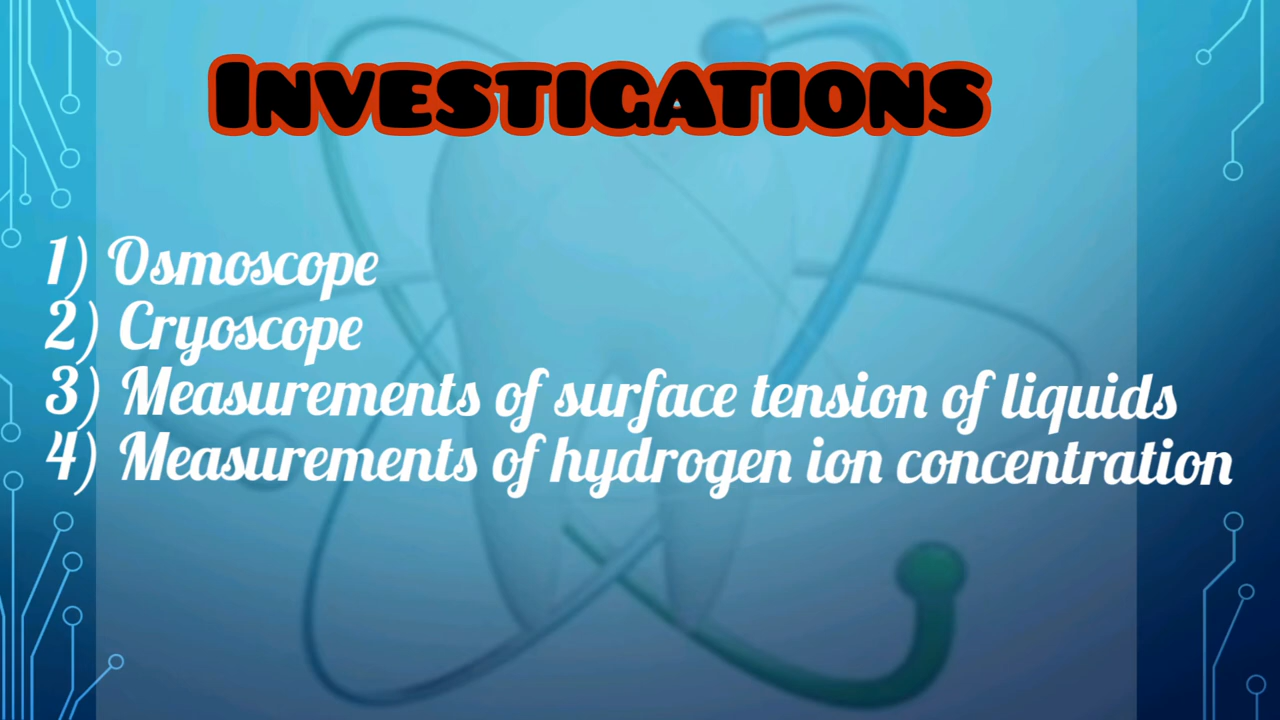 INVESTIGATIONS
1) Osmoscope
2) Cryoscope
3) Measurements of surface tension of liquids
4) Measurements of hydrogen ion concentration